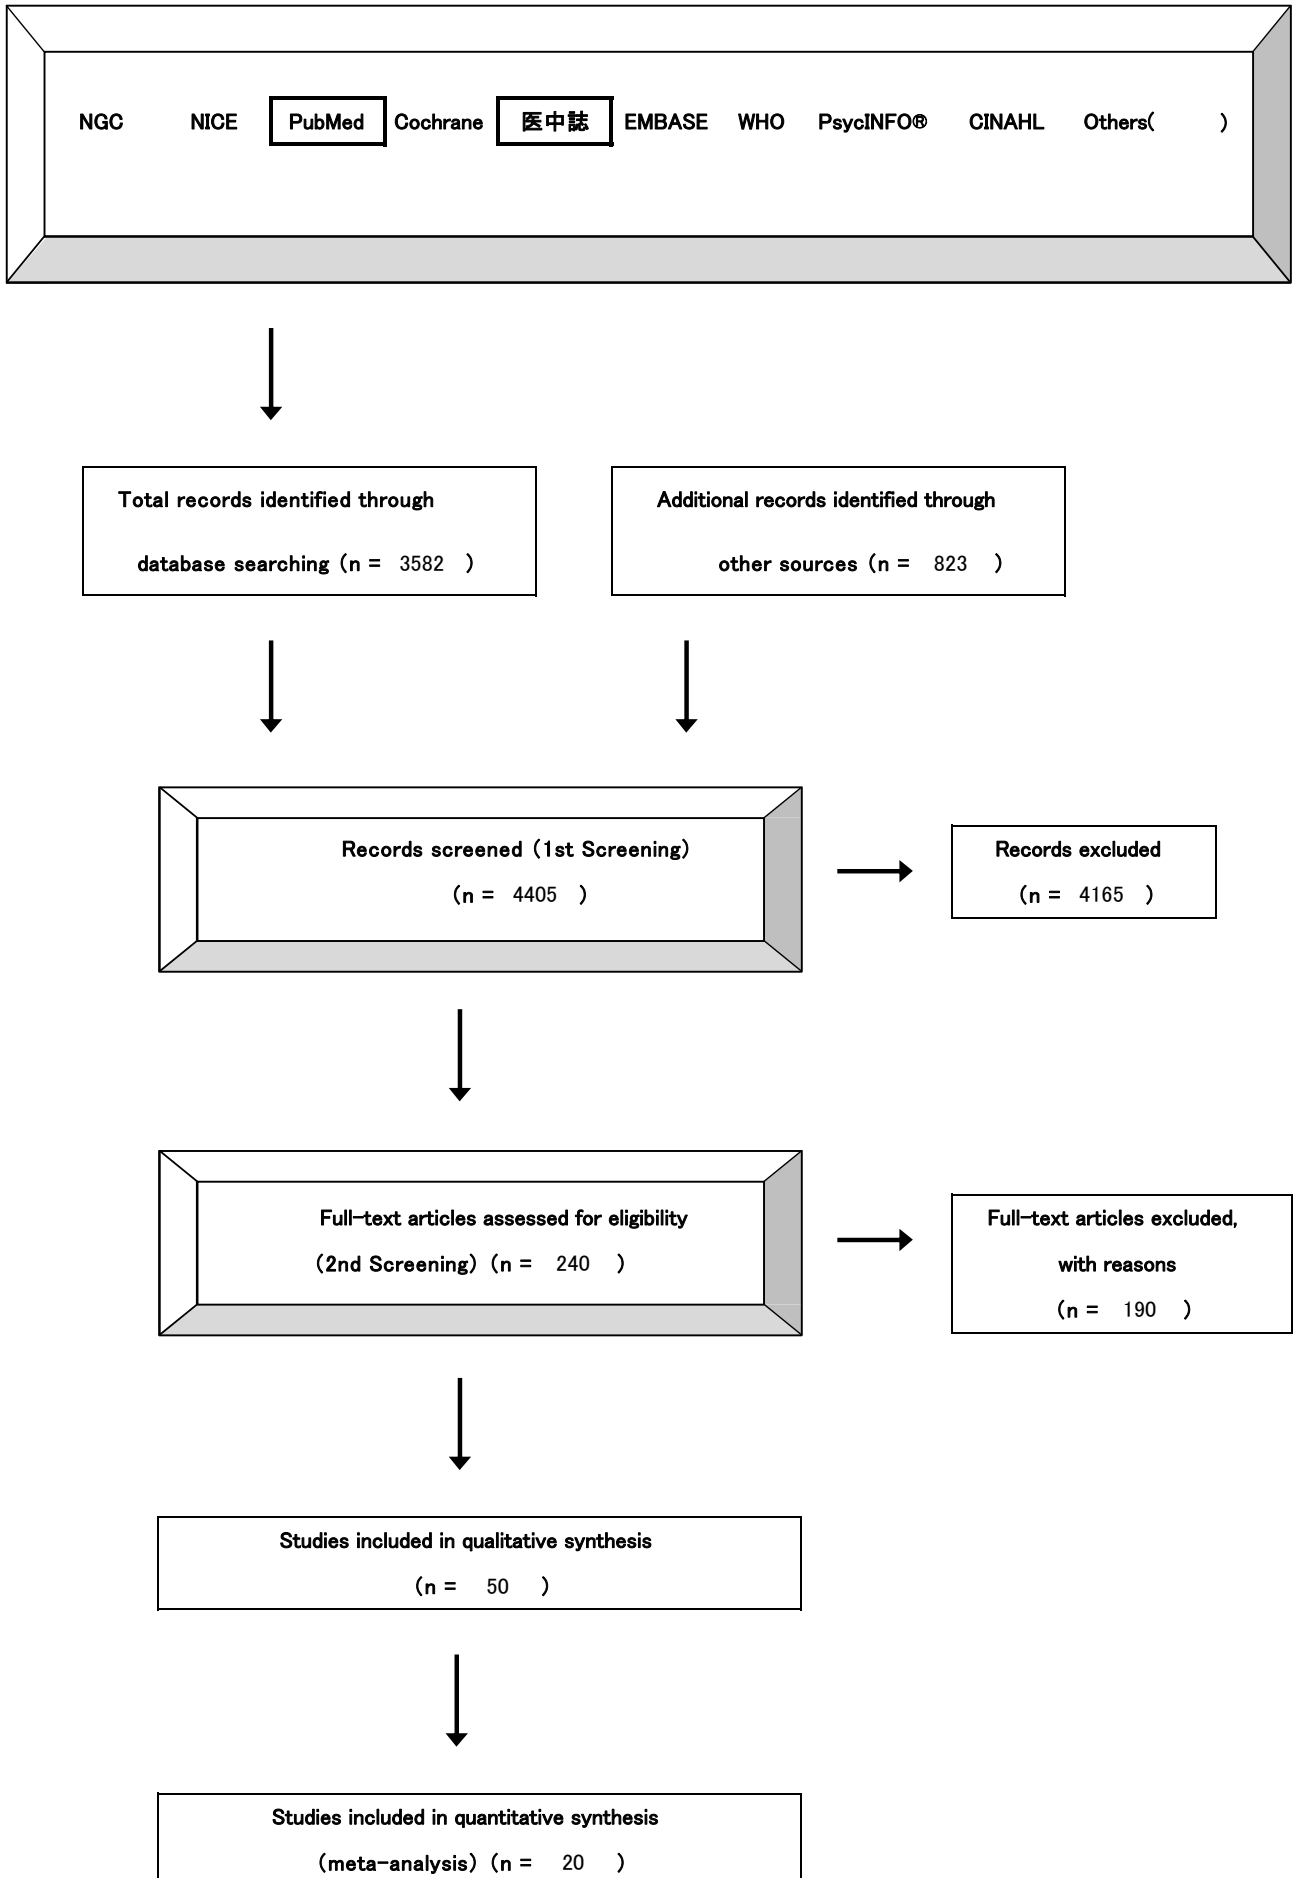 NGC NICE PubMed Cochrane 医中誌 EMBASE WHO PsycINFO® CINAHL Others( )
Total records identified through
database searching (n = 3582 )
Additional records identified through
other sources (n = 823 )
Records screened (1st Screening)
(n = 4405 )
Records excluded
(n = 4165 )
Full-text articles assessed for eligibility
(2nd Screening) (n = 240 )
Full-text articles excluded,
with reasons
(n = 190 )
Studies included in qualitative synthesis
(n = 50 )
Studies included in quantitative synthesis
(meta-analysis) (n = 20 )